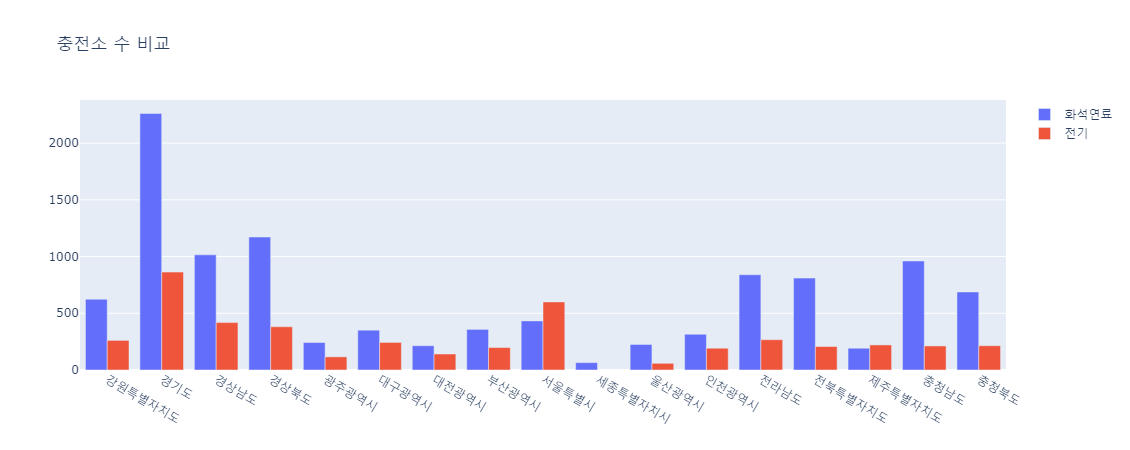 충전소 수 비교
화석연료
전기
2000
1500
1000
500
0
강원특별자치도
경기도
경상남도
경상북도
광주광역시
대구광역시
대전광역시
부산광역시
서울특별시
세종특별자치시
울산광역시
인천광역시
전라남도
전북특별자치도
제주특별자치도
충청남도
충청북도